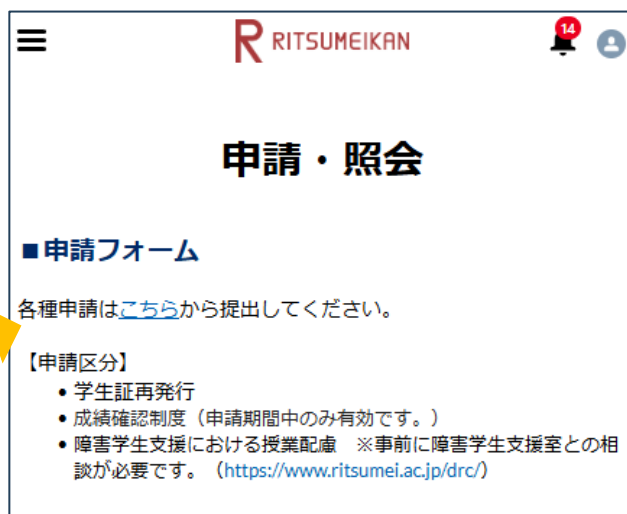 R RITSUMEIKAN
14
申請・照会
■申請フォーム
各種申請はこちらから提出してください。
【申請区分】
• 学生証再発行
• 成績確認制度（申請期間中のみ有効です。）
• 障害学生支援における授業配慮　※事前に障害学生支援室との相
談が必要です。（https://www.ritsumei.ac.jp/drc/）